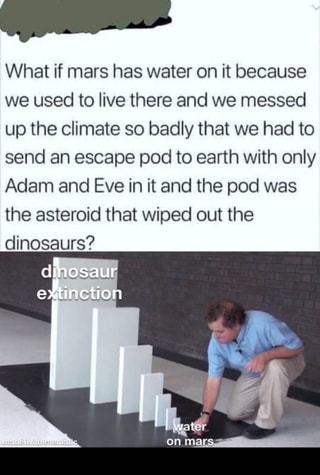 What if mars has water on it because
we used to live there and we messed
up the climate so badly that we had to
send an escape pod to earth with only
Adam and Eve in it and the pod was
the asteroid that wiped out the
dinosaurs?
dinosaur
extinction
water
on mars